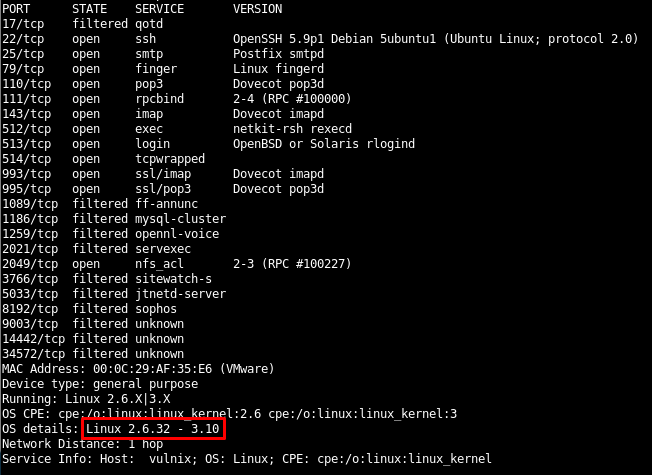 PORT STATE SERVICE VERSION
17/tcp filtered qotd
22/tcp open ssh OpenSSH 5.9p1 Debian 5ubuntu1 (Ubuntu Linux; protocol 2.0)
25/tcp open smtp Postfix smtpd
79/tcp open finger Linux fingerd
110/tcp open pop3 Dovecot pop3d
111/tcp open rpcbind 2-4 (RPC #100000)
143/tcp open imap Dovecot imapd
512/tcp open exec netkit-rsh rexecd
513/tcp open login OpenBSD or Solaris rlogind
514/tcp open tcpwrapped
993/tcp open ssl/imap Dovecot imapd
995/tcp open ssl/pop3 Dovecot pop3d
1089/tcp filtered ff-annunc
1186/tcp filtered mysql-cluster
1259/tcp filtered opennl-voice
2021/tcp filtered servexec
2049/tcp open nfs_acl 2-3 (RPC #100227)
3766/tcp filtered sitewatch-s
5033/tcp filtered jtnetd-server
8192/tcp filtered sophos
9003/tcp filtered unknown
14442/tcp filtered unknown
34572/tcp filtered unknown
MAC Address: 00:0C:29:AF:35:E6 (VMware)
Device type: general purpose
Running: Linux 2.6.X|3.X
OS CPE: cpe:/o:linux:linux_kernel:2.6 cpe:/o:linux:linux_kernel:3
OS details: Linux 2.6.32 - 3.10
Network Distance: 1 hop
Service Info: Host: vulnix; OS: Linux; CPE: cpe:/o:linux:linux_kernel